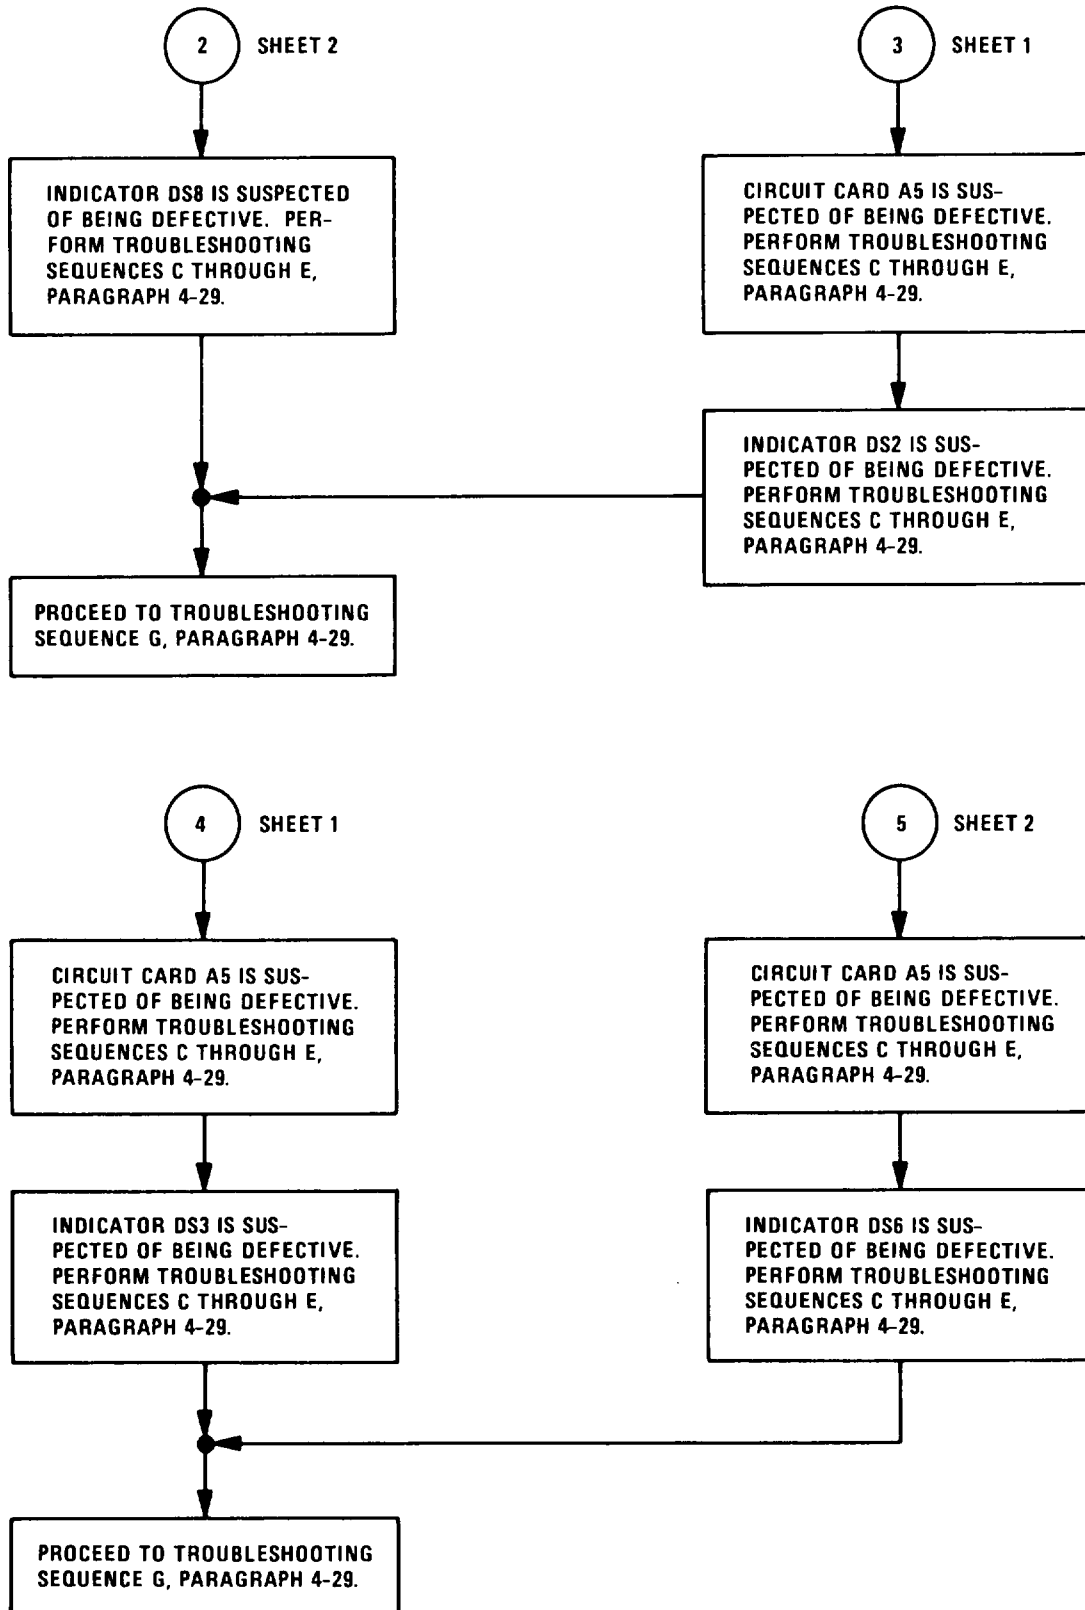 2 SHEET 2
3 SHEET 1
INDICATOR DS8 IS SUSPECTED
OF BEING DEFECTIVE. PER-
FORM TROUBLESHOOTING
SEQUENCES C THROUGH E,
PARAGRAPH 4-29.
CIRCUIT CARD A5 IS SUS-
PECTED OF BEING DEFECTIVE.
PERFORM TROUBLESHOOTING
SEQUENCES C THROUGH E,
PARAGRAPH 4-29.
INDICATOR DS2 IS SUS-
PECTED OF BEING DEFECTIVE.
PERFORM TROUBLESHOOTING
SEQUENCES C THROUGH E,
PARAGRAPH 4-29.
PROCEED TO TROUBLESHOOTING
SEQUENCE G, PARAGRAPH 4-29.
4 SHEET 1
5 SHEET 2
CIRCUIT CARD A5 IS SUS-
PECTED OF BEING DEFECTIVE.
PERFORM TROUBLESHOOTING
SEQUENCES C THROUGH E,
PARAGRAPH 4-29.
CIRCUIT CARD A5 IS SUS-
PECTED OF BEING DEFECTIVE.
PERFORM TROUBLESHOOTING
SEQUENCES C THROUGH E,
PARAGRAPH 4-29.
INDICATOR DS3 IS SUS-
PECTED OF BEING DEFECTIVE.
PERFORM TROUBLESHOOTING
SEQUENCES C THROUGH E,
PARAGRAPH 4-29.
INDICATOR DS6 IS SUS-
PECTED OF BEING DEFECTIVE.
PERFORM TROUBLESHOOTING
SEQUENCES C THROUGH E,
PARAGRAPH 4-29.
PROCEED TO TROUBLESHOOTING
SEQUENCE G, PARAGRAPH 4-29.